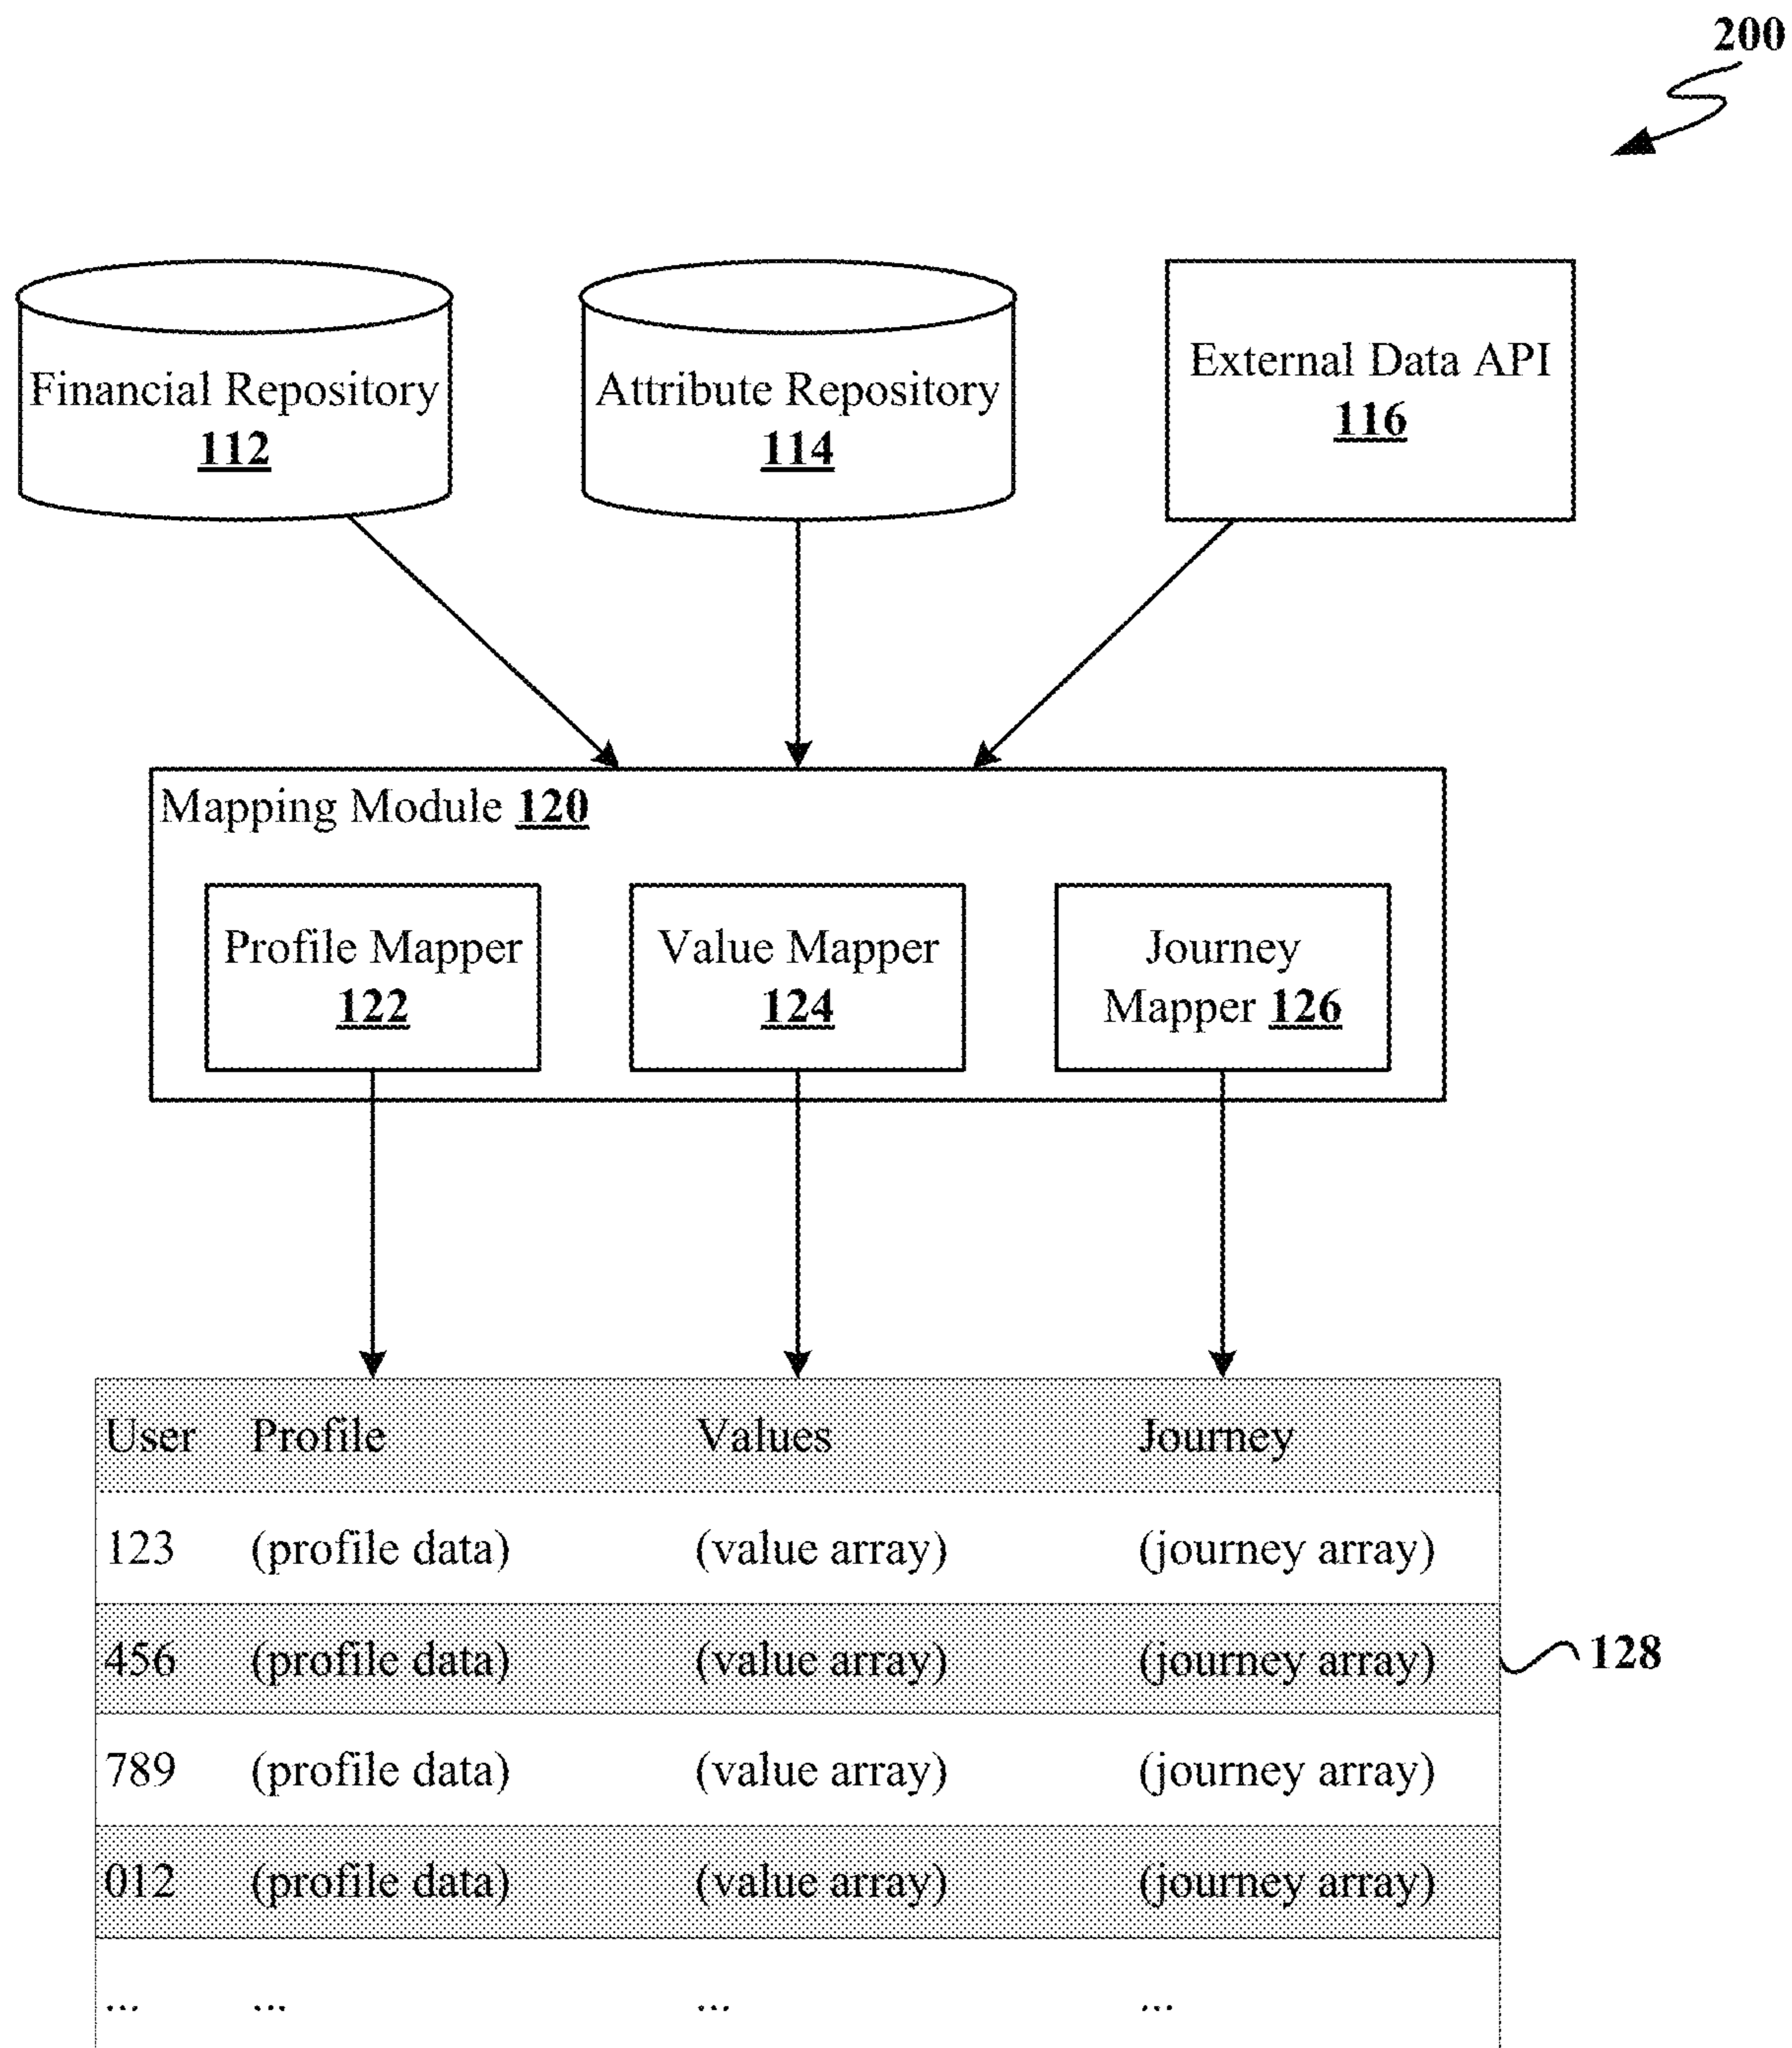 200
Financial Repository
112
Attribute Repository
114
External Data API
116
Mapping Module 120
Profile Mapper
122
Value Mapper
124
Journey
Mapper 126
User Profile Values Journey
123 (profile data) (value array) (journey array)
456 (profile data) (value array) (journey array)
128
789 (profile data) (value array) (journey array)
012 (profile data) (value array) (journey array)
... ... ... ...